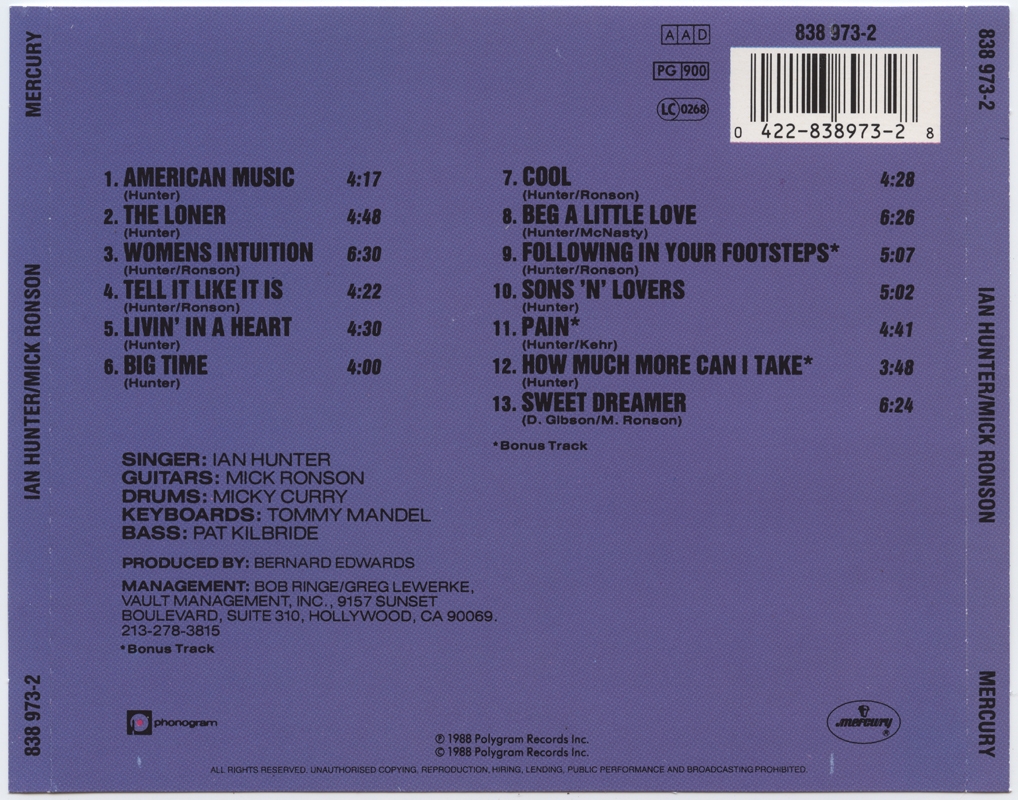 MERCURY
IAN HUNTER/MICK RONSON
838 973-2
AAD
PG 900
LC 0268
838 973-2
0 422-838973-2 8
1. AMERICAN MUSIC 4:17
(Hunter)
2. THE LONER 4:48
(Hunter)
3. WOMENS INTUITION 6:30
(Hunter/Ronson)
4. TELL IT LIKE IT IS 4:22
(Hunter/Ronson)
5. LIVIN' IN A HEART 4:30
(Hunter)
6. BIG TIME 4:00
(Hunter)
7. COOL 4:28
(Hunter/Ronson)
8. BEG A LITTLE LOVE 6:26
(Hunter/McNasty)
9. FOLLOWING IN YOUR FOOTSTEPS* 5:07
(Hunter/Ronson)
10. SONS 'N' LOVERS 5:02
(Hunter)
11. PAIN* 4:41
(Hunter/Kehr)
12. HOW MUCH MORE CAN I TAKE* 3:48
(Hunter)
13. SWEET DREAMER 6:24
(D. Gibson/M. Ronson)
*Bonus Track
SINGER: IAN HUNTER
GUITARS: MICK RONSON
DRUMS: MICKY CURRY
KEYBOARDS: TOMMY MANDEL
BASS: PAT KILBRIDE
PRODUCED BY: BERNARD EDWARDS
MANAGEMENT: BOB RINGE/GREG LEWERKE,
VAULT MANAGEMENT, INC., 9157 SUNSET
BOULEVARD, SUITE 310, HOLLYWOOD, CA 90069.
213-278-3815
*Bonus Track
phonogram
mercury ®
℗ 1988 Polygram Records Inc.
© 1988 Polygram Records Inc.
ALL RIGHTS RESERVED. UNAUTHORISED COPYING, REPRODUCTION, HIRING, LENDING, PUBLIC PERFORMANCE AND BROADCASTING PROHIBITED.
838 973-2
IAN HUNTER/MICK RONSON
MERCURY